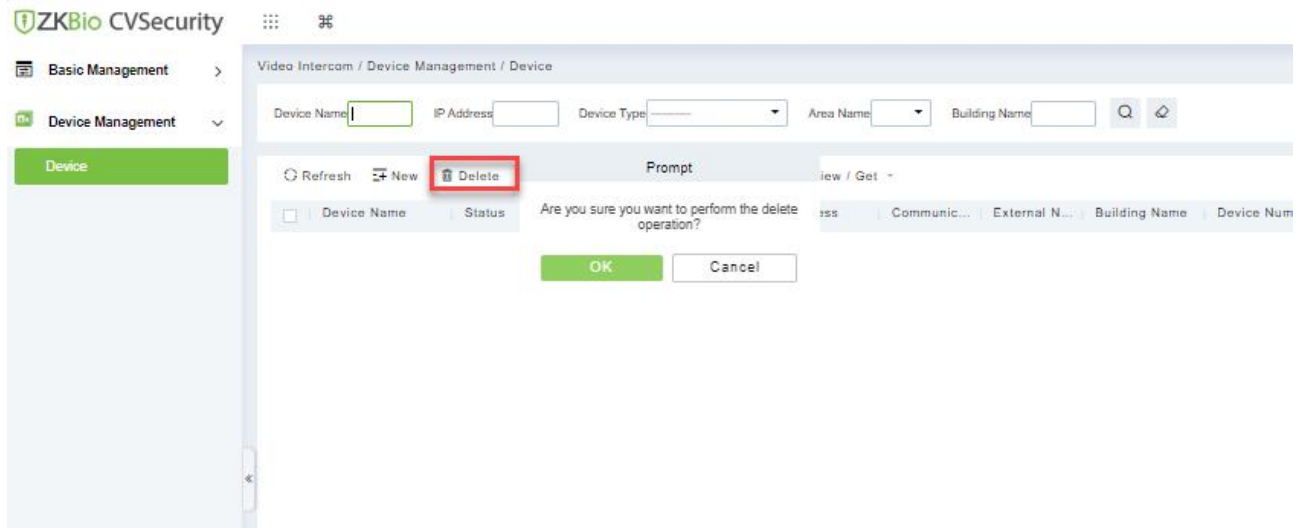 ZKBio CVSecurity
Basic Management
Video Intercom / Device Management / Device
Device Management
Device Name IP Address Device Type ---------- Area Name Building Name
Device
Refresh New Delete Prompt iew / Get
Device Name Status Are you sure you want to perform the delete ess Communic... External N... Building Name Device Num
operation?
OK Cancel